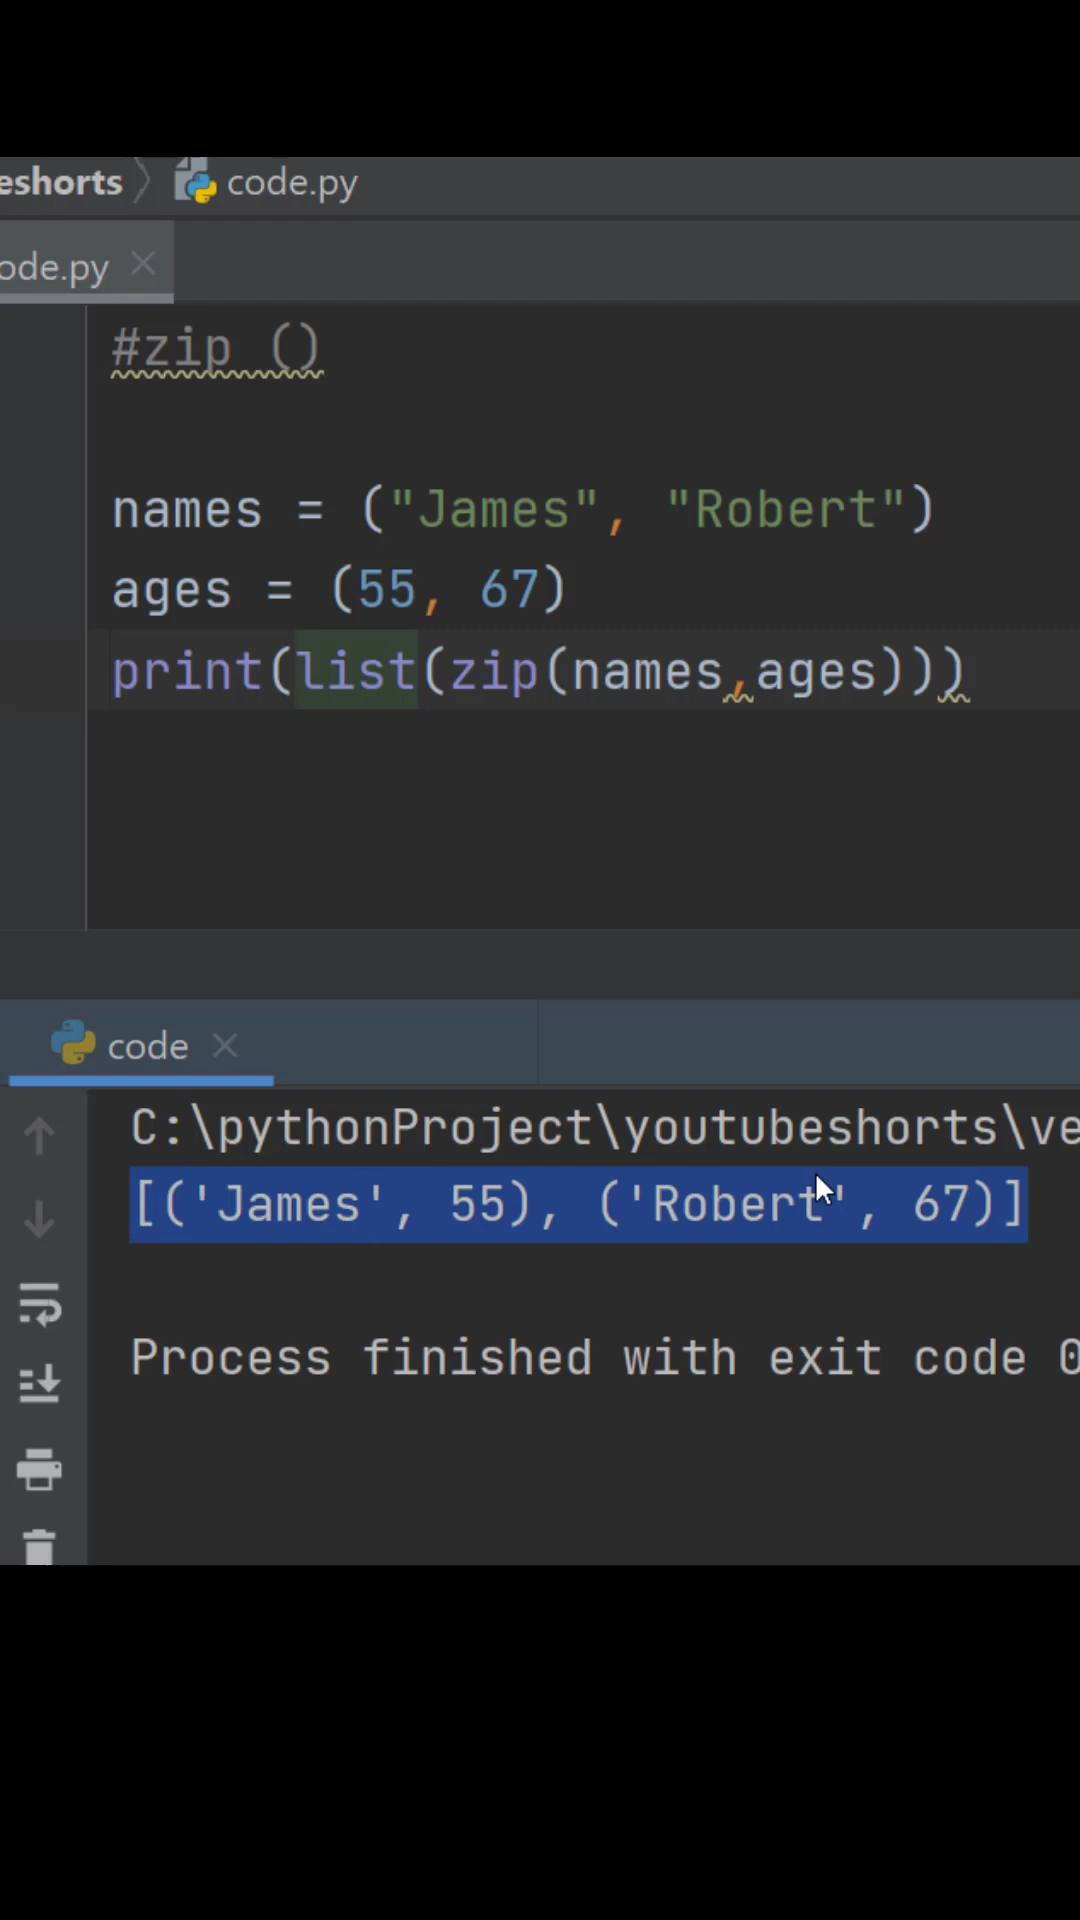 eshorts code.py
ode.py
#zip ()
names = ("James", "Robert")
ages = (55, 67)
print(list(zip(names,ages)))
code
C:\pythonProject\youtubeshorts\ve
[('James', 55), ('Robert', 67)]
Process finished with exit code 0